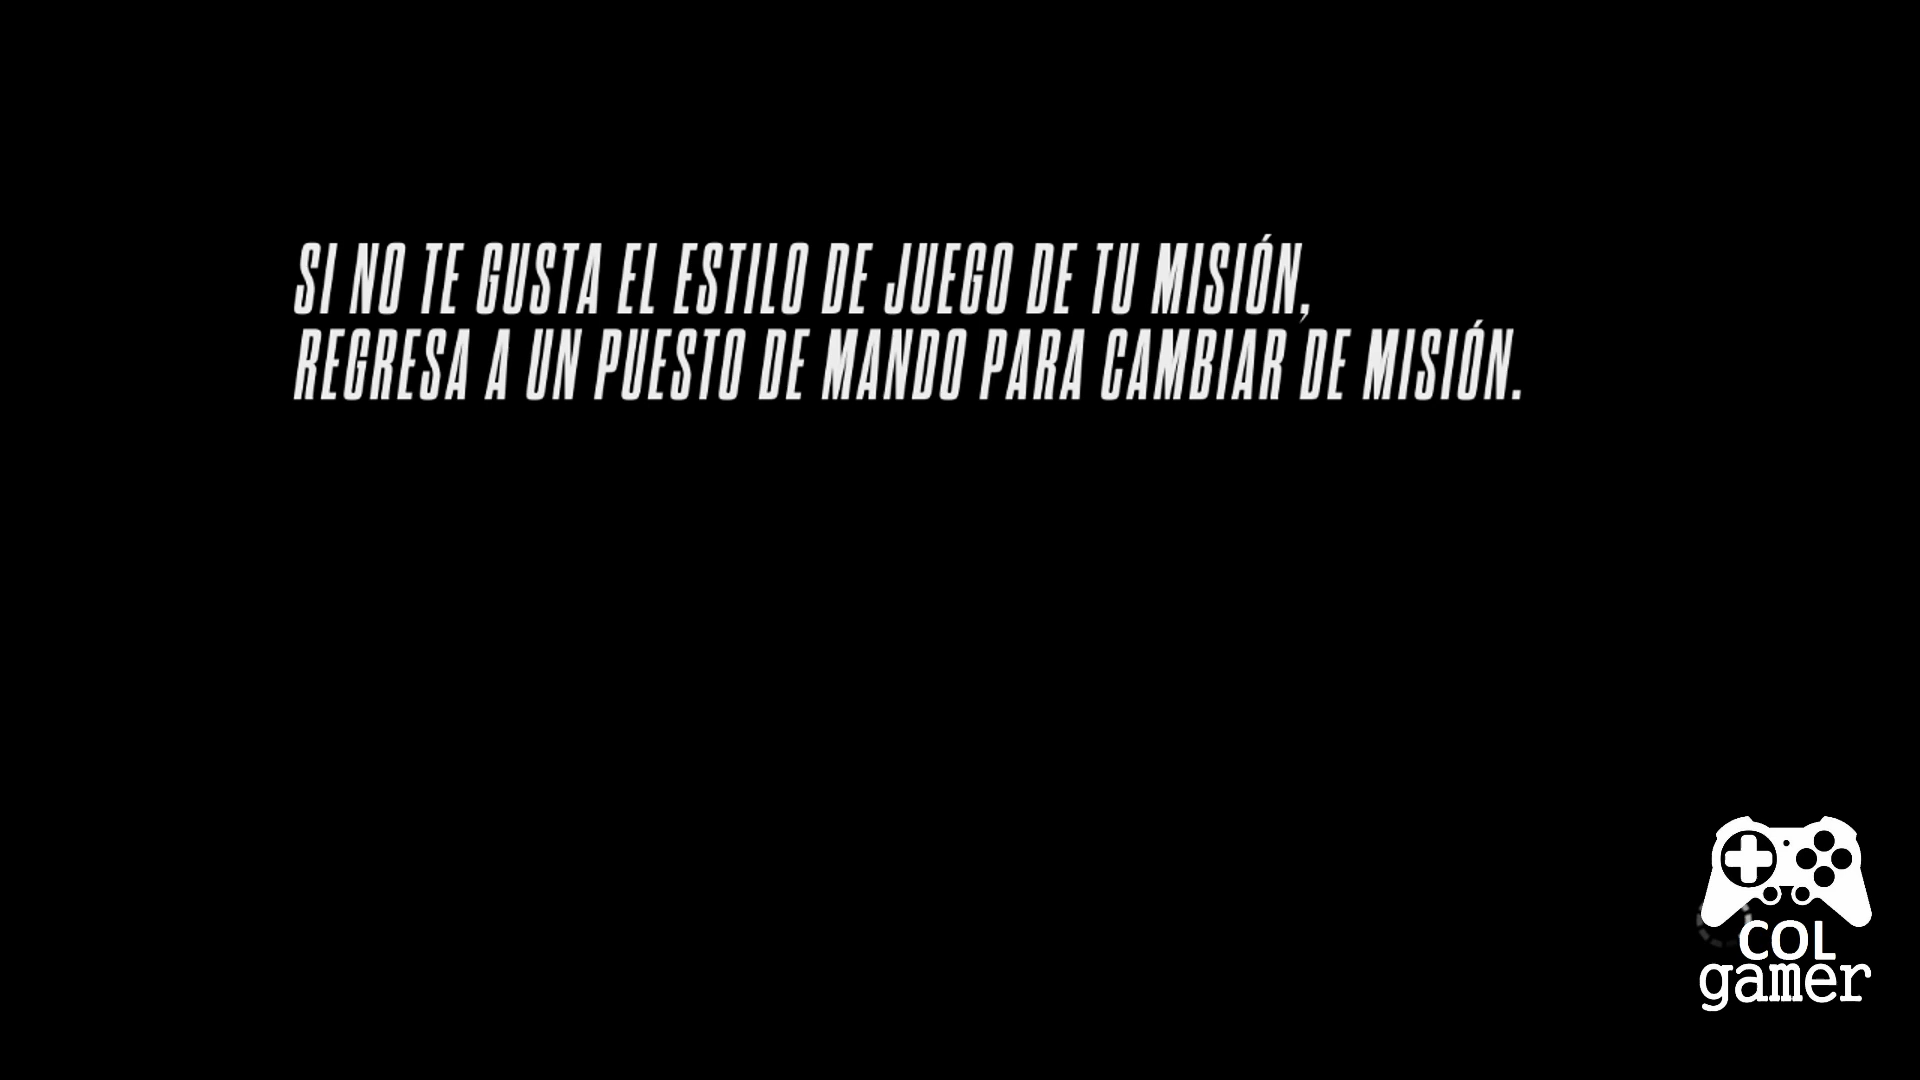 SI NO TE GUSTA EL ESTILO DE JUEGO DE TU MISIÓN,
REGRESA A UN PUESTO DE MANDO PARA CAMBIAR DE MISIÓN.
COL
gamer